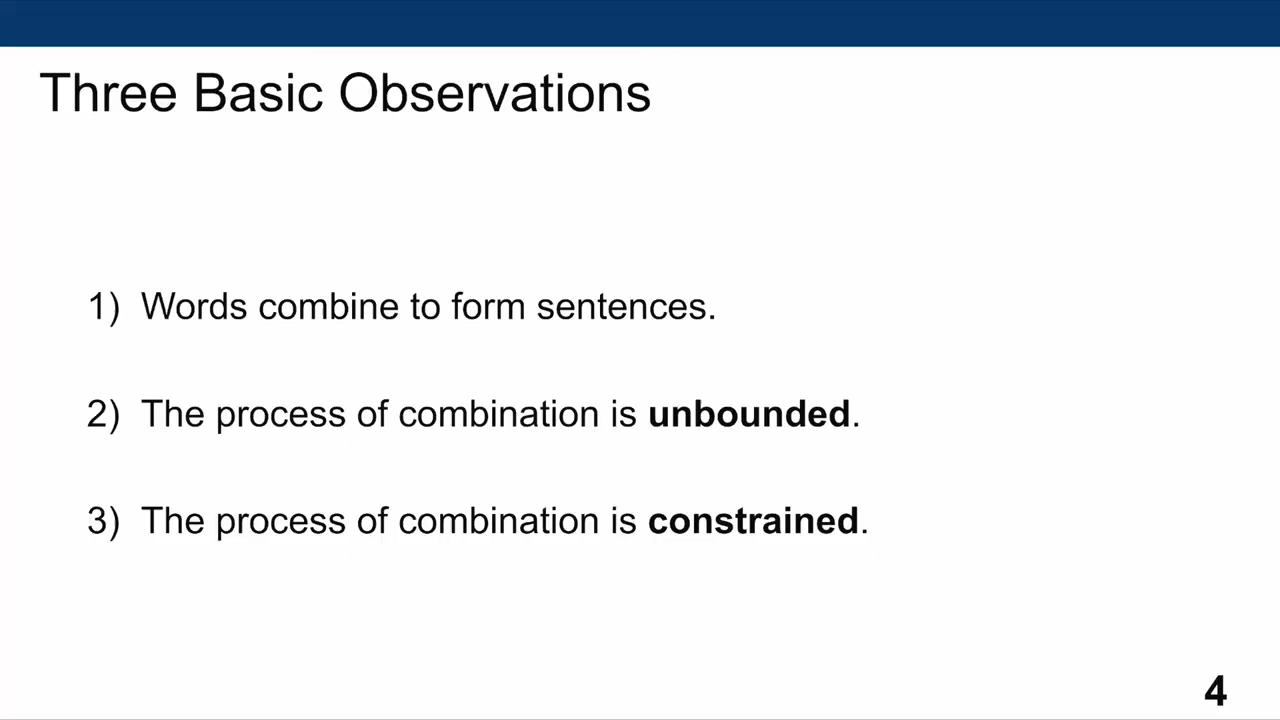 Three Basic Observations
1) Words combine to form sentences.
2) The process of combination is unbounded.
3) The process of combination is constrained.
4